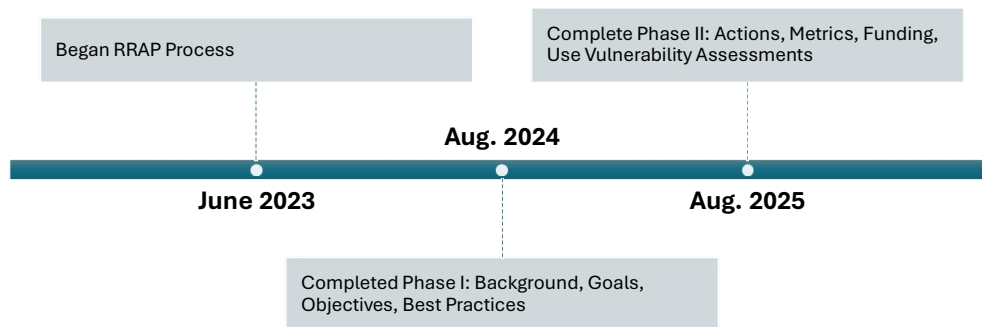 Began RRAP Process
Complete Phase II: Actions, Metrics, Funding,
Use Vulnerability Assessments
Aug. 2024
June 2023
Aug. 2025
Completed Phase I: Background, Goals,
Objectives, Best Practices